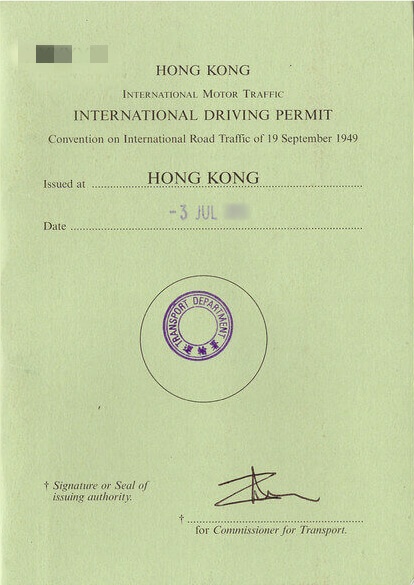 HONG KONG
INTERNATIONAL MOTOR TRAFFIC
INTERNATIONAL DRIVING PERMIT
Convention on International Road Traffic of 19 September 1949
Issued at HONG KONG
-3 JUL
Date
TRANSPORT DEPARTMENT
運輸署
† Signature or Seal of
issuing authority.
†
for Commissioner for Transport.